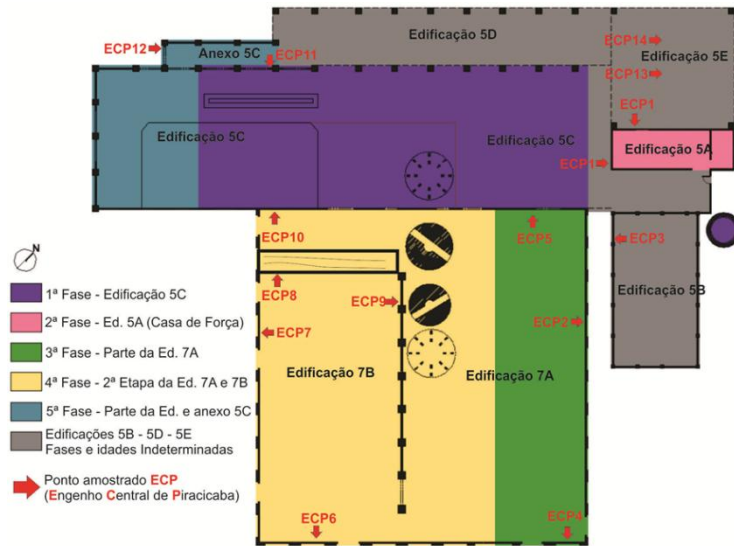 Edificação 5D
ECP14
ECP12
Anexo 5C
ECP11
Edificação 5E
ECP13
ECP1
Edificação 5C
Edificação 5C
Edificação 5A
ECP1
ECP10
ECP5
ECP3
N
ECP8
Edificação 5B
1ª Fase - Edificação 5C
ECP9
ECP2
2ª Fase - Ed. 5A (Casa de Força)
ECP7
3ª Fase - Parte da Ed. 7A
Edificação 7B
Edificação 7A
4ª Fase - 2ª Etapa da Ed. 7A e 7B
5ª Fase - Parte da Ed. e anexo 5C
Edificações 5B - 5D - 5E
Fases e idades Indeterminadas
Ponto amostrado ECP
(Engenho Central de Piracicaba)
ECP6
ECP4